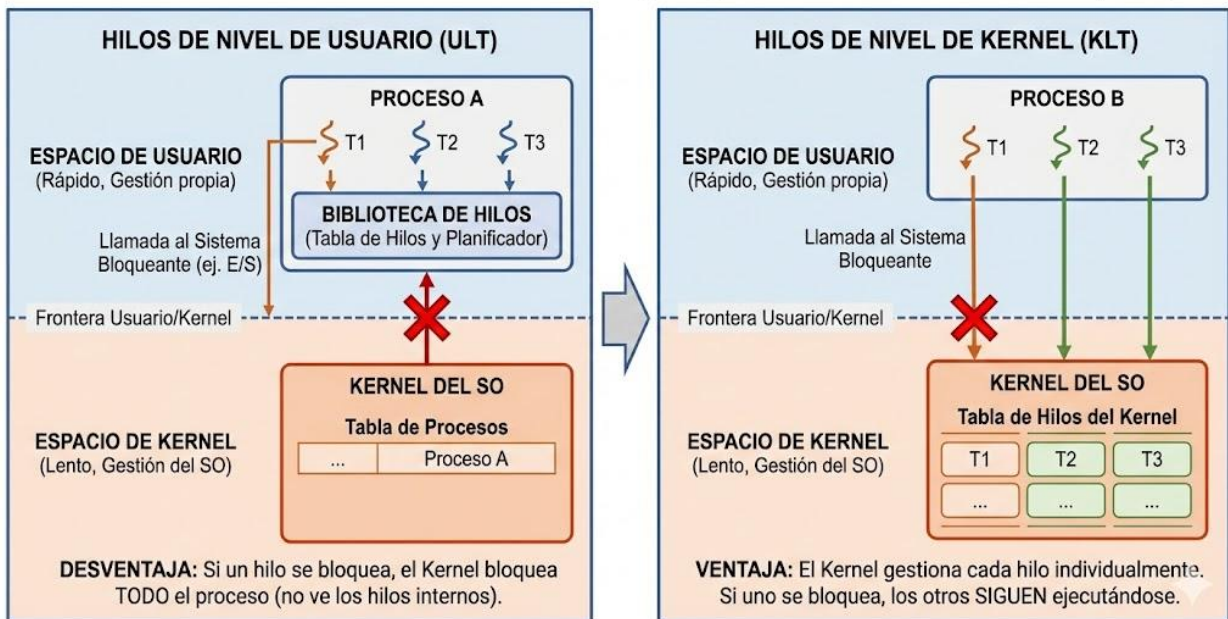 HILOS DE NIVEL DE USUARIO (ULT)
PROCESO A
T1
T2
T3
ESPACIO DE USUARIO
(Rápido, Gestión propia)
BIBLIOTECA DE HILOS
(Tabla de Hilos y Planificador)
Llamada al Sistema
Bloqueante (ej. E/S)
Frontera Usuario/Kernel
KERNEL DEL SO
Tabla de Procesos
...
Proceso A
ESPACIO DE KERNEL
(Lento, Gestión del SO)
DESVENTAJA: Si un hilo se bloquea, el Kernel bloquea
TODO el proceso (no ve los hilos internos).
HILOS DE NIVEL DE KERNEL (KLT)
PROCESO B
T1
T2
T3
ESPACIO DE USUARIO
(Rápido, Gestión propia)
Llamada al Sistema
Bloqueante
Frontera Usuario/Kernel
KERNEL DEL SO
Tabla de Hilos del Kernel
T1
T2
T3
...
...
...
ESPACIO DE KERNEL
(Lento, Gestión del SO)
VENTAJA: El Kernel gestiona cada hilo individualmente.
Si uno se bloquea, los otros SIGUEN ejecutándose.